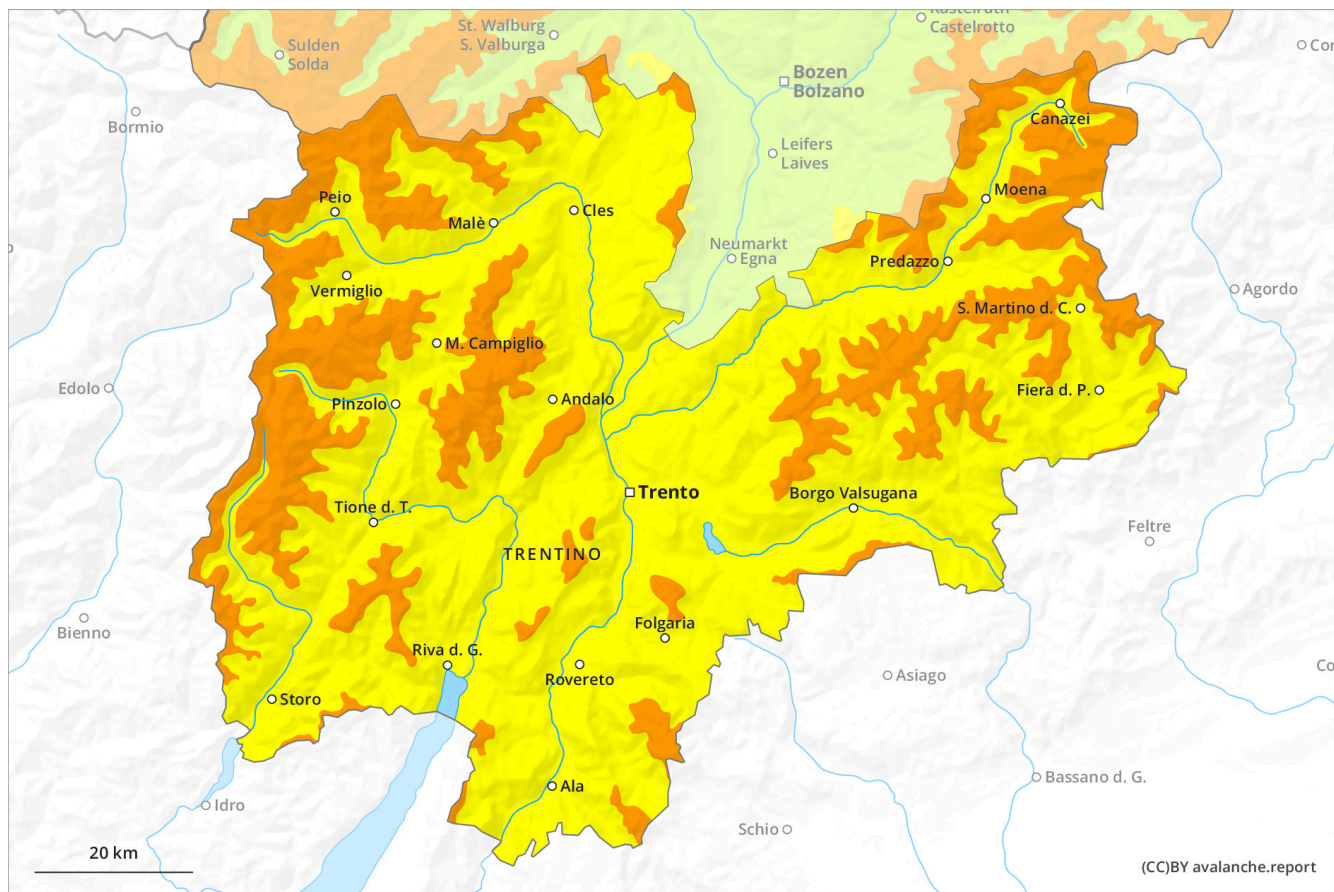 St. Walburg
S. Valburga
Kastelruth
Castelrotto
Sulden
Solda
Bozen
Bolzano
Bormio
Canazei
Leifers
Laives
Peio
Moena
Malè
Cles
Neumarkt
Egna
Predazzo
Vermiglio
Agordo
S. Martino d. C.
M. Campiglio
Edolo
Fiera d. P.
Pinzolo
Andalo
Trento
Borgo Valsugana
Tione d. T.
Feltre
TRENTINO
Bienno
Folgaria
Riva d. G.
Asiago
Rovereto
Storo
Bassano d. G.
Ala
Idro
Schio
20 km
(CC)BY avalanche.report